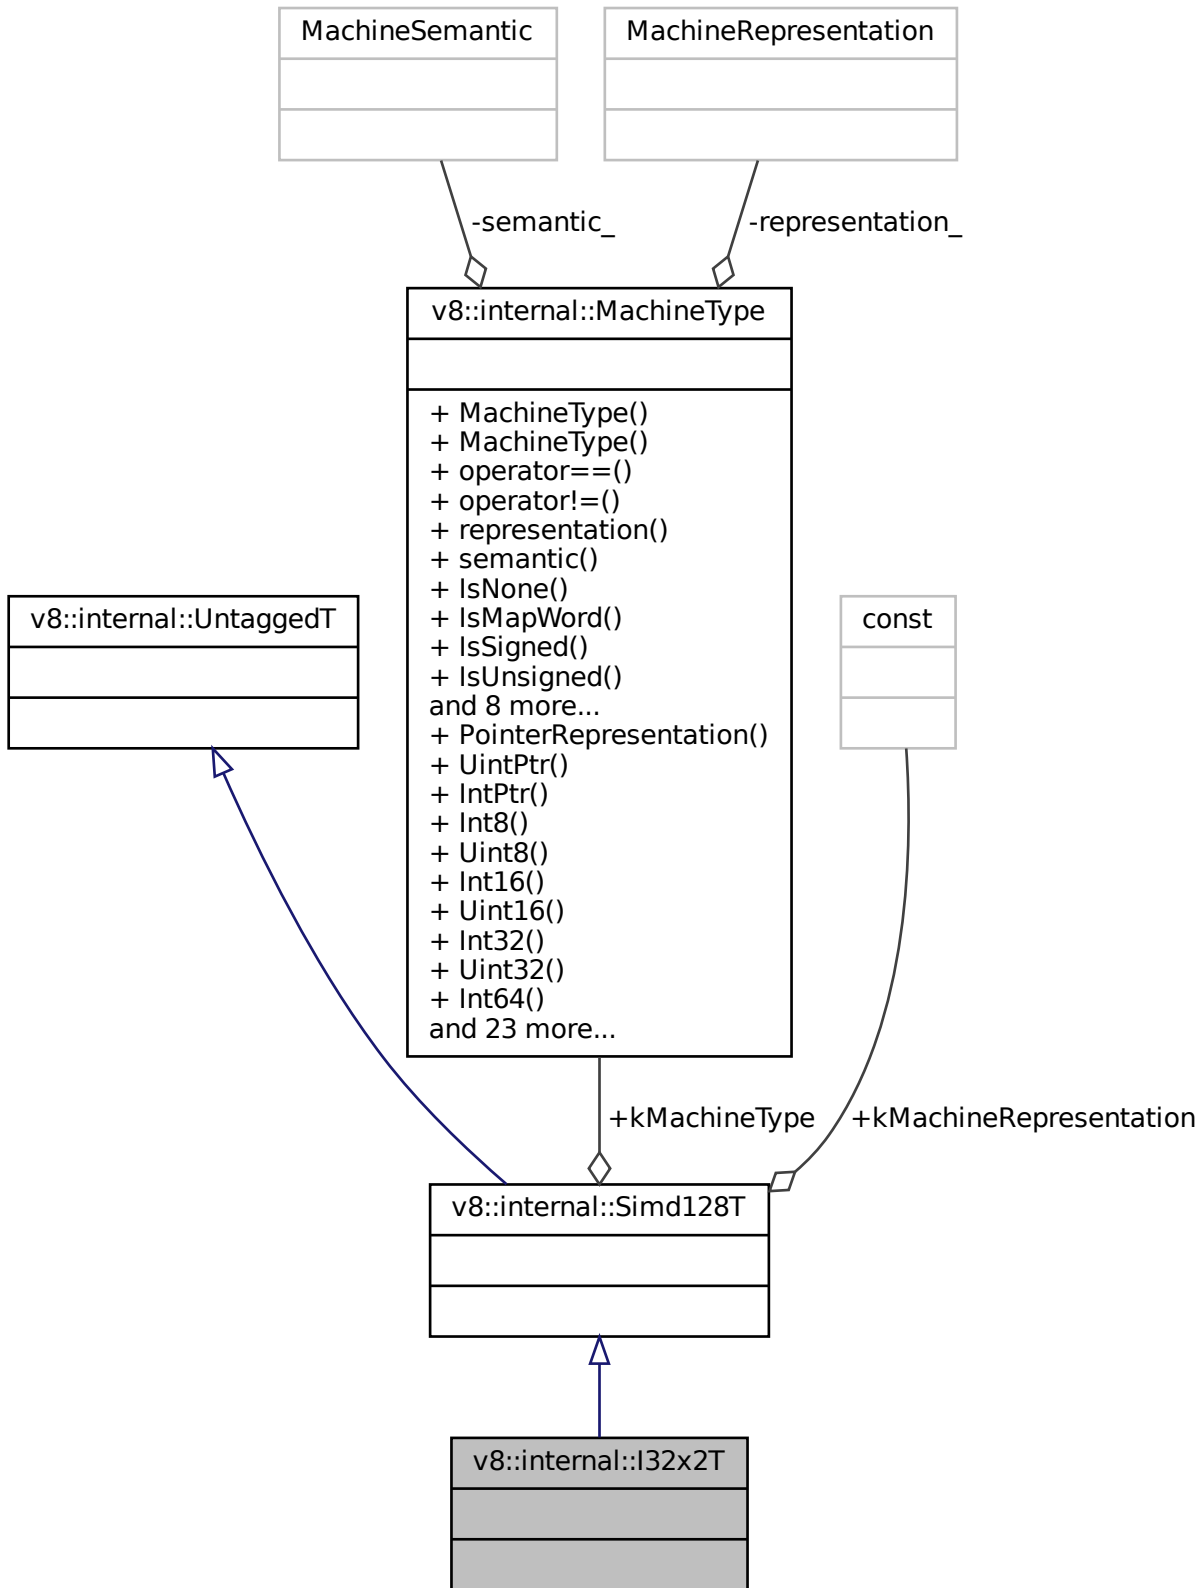 MachineSemantic
MachineRepresentation
-semantic_
-representation_
v8::internal::MachineType
+ MachineType()
+ MachineType()
+ operator==()
+ operator!=()
+ representation()
+ semantic()
+ IsNone()
+ IsMapWord()
+ IsSigned()
+ IsUnsigned()
and 8 more...
+ PointerRepresentation()
+ UintPtr()
+ IntPtr()
+ Int8()
+ Uint8()
+ Int16()
+ Uint16()
+ Int32()
+ Uint32()
+ Int64()
and 23 more...
v8::internal::UntaggedT
const
+kMachineType
+kMachineRepresentation
v8::internal::Simd128T
v8::internal::I32x2T